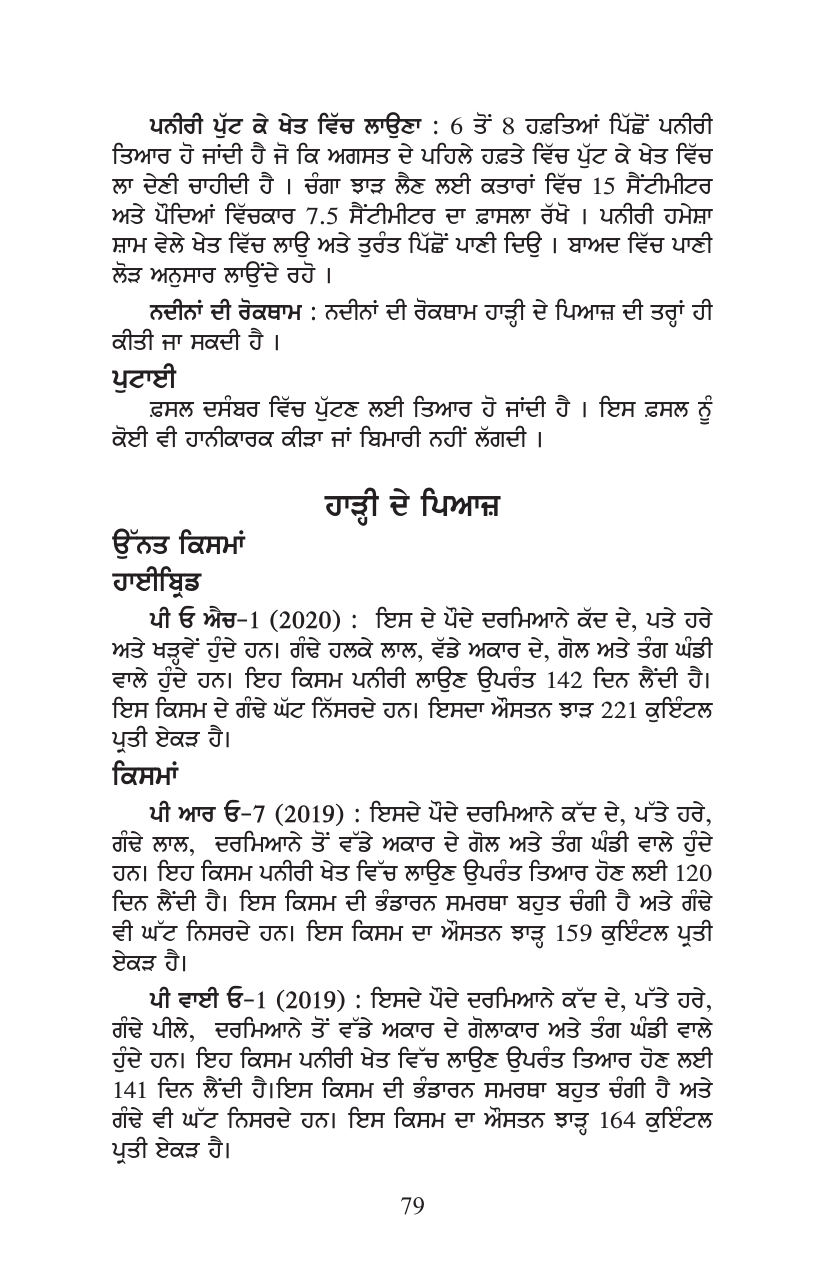 ਪਨੀਰੀ ਪੁੱਟ ਕੇ ਖੇਤ ਵਿੱਚ ਲਾਉਣਾ : 6 ਤੋਂ 8 ਹਫ਼ਤਿਆਂ ਪਿੱਛੋਂ ਪਨੀਰੀ
ਤਿਆਰ ਹੋ ਜਾਂਦੀ ਹੈ ਜੋ ਕਿ ਅਗਸਤ ਦੇ ਪਹਿਲੇ ਹਫ਼ਤੇ ਵਿੱਚ ਪੁੱਟ ਕੇ ਖੇਤ ਵਿੱਚ
ਲਾ ਦੇਣੀ ਚਾਹੀਦੀ ਹੈ । ਚੰਗਾ ਝਾੜ ਲੈਣ ਲਈ ਕਤਾਰਾਂ ਵਿੱਚ 15 ਸੈਂਟੀਮੀਟਰ
ਅਤੇ ਪੌਦਿਆਂ ਵਿੱਚਕਾਰ 7.5 ਸੈਂਟੀਮੀਟਰ ਦਾ ਫ਼ਾਸਲਾ ਰੱਖੋ । ਪਨੀਰੀ ਹਮੇਸ਼ਾ
ਸ਼ਾਮ ਵੇਲੇ ਖੇਤ ਵਿੱਚ ਲਾਉ ਅਤੇ ਤੁਰੰਤ ਪਿੱਛੋਂ ਪਾਣੀ ਦਿਉ । ਬਾਅਦ ਵਿੱਚ ਪਾਣੀ
ਲੋੜ ਅਨੁਸਾਰ ਲਾਉਂਦੇ ਰਹੋ ।
ਨਦੀਨਾਂ ਦੀ ਰੋਕਥਾਮ : ਨਦੀਨਾਂ ਦੀ ਰੋਕਥਾਮ ਹਾੜ੍ਹੀ ਦੇ ਪਿਆਜ਼ ਦੀ ਤਰ੍ਹਾਂ ਹੀ
ਕੀਤੀ ਜਾ ਸਕਦੀ ਹੈ ।
ਪੁਟਾਈ
ਫ਼ਸਲ ਦਸੰਬਰ ਵਿੱਚ ਪੁੱਟਣ ਲਈ ਤਿਆਰ ਹੋ ਜਾਂਦੀ ਹੈ । ਇਸ ਫ਼ਸਲ ਨੂੰ
ਕੋਈ ਵੀ ਹਾਨੀਕਾਰਕ ਕੀੜਾ ਜਾਂ ਬਿਮਾਰੀ ਨਹੀਂ ਲੱਗਦੀ ।
ਹਾੜ੍ਹੀ ਦੇ ਪਿਆਜ਼
ਉੱਨਤ ਕਿਸਮਾਂ
ਹਾਈਬ੍ਰਿਡ
ਪੀ ਓ ਐਚ-1 (2020) : ਇਸ ਦੇ ਪੌਦੇ ਦਰਮਿਆਨੇ ਕੱਦ ਦੇ, ਪਤੇ ਹਰੇ
ਅਤੇ ਖੜ੍ਹਵੇਂ ਹੁੰਦੇ ਹਨ। ਗੰਢੇ ਹਲਕੇ ਲਾਲ, ਵੱਡੇ ਅਕਾਰ ਦੇ, ਗੋਲ ਅਤੇ ਤੰਗ ਘੰਡੀ
ਵਾਲੇ ਹੁੰਦੇ ਹਨ। ਇਹ ਕਿਸਮ ਪਨੀਰੀ ਲਾਉਣ ਉਪਰੰਤ 142 ਦਿਨ ਲੈਂਦੀ ਹੈ।
ਇਸ ਕਿਸਮ ਦੇ ਗੰਢੇ ਘੱਟ ਨਿੱਸਰਦੇ ਹਨ। ਇਸਦਾ ਔਸਤਨ ਝਾੜ 221 ਕੁਇੰਟਲ
ਪ੍ਰਤੀ ਏਕੜ ਹੈ।
ਕਿਸਮਾਂ
ਪੀ ਆਰ ਓ-7 (2019) : ਇਸਦੇ ਪੌਦੇ ਦਰਮਿਆਨੇ ਕੱਦ ਦੇ, ਪੱਤੇ ਹਰੇ,
ਗੰਢੇ ਲਾਲ, ਦਰਮਿਆਨੇ ਤੋਂ ਵੱਡੇ ਅਕਾਰ ਦੇ ਗੋਲ ਅਤੇ ਤੰਗ ਘੰਡੀ ਵਾਲੇ ਹੁੰਦੇ
ਹਨ। ਇਹ ਕਿਸਮ ਪਨੀਰੀ ਖੇਤ ਵਿੱਚ ਲਾਉਣ ਉਪਰੰਤ ਤਿਆਰ ਹੋਣ ਲਈ 120
ਦਿਨ ਲੈਂਦੀ ਹੈ। ਇਸ ਕਿਸਮ ਦੀ ਭੰਡਾਰਨ ਸਮਰਥਾ ਬਹੁਤ ਚੰਗੀ ਹੈ ਅਤੇ ਗੰਢੇ
ਵੀ ਘੱਟ ਨਿਸਰਦੇ ਹਨ। ਇਸ ਕਿਸਮ ਦਾ ਔਸਤਨ ਝਾੜ੍ਹ 159 ਕੁਇੰਟਲ ਪ੍ਰਤੀ
ਏਕੜ ਹੈ।
ਪੀ ਵਾਈ ਓ-1 (2019) : ਇਸਦੇ ਪੌਦੇ ਦਰਮਿਆਨੇ ਕੱਦ ਦੇ, ਪੱਤੇ ਹਰੇ,
ਗੰਢੇ ਪੀਲੇ, ਦਰਮਿਆਨੇ ਤੋਂ ਵੱਡੇ ਅਕਾਰ ਦੇ ਗੋਲਾਕਾਰ ਅਤੇ ਤੰਗ ਘੰਡੀ ਵਾਲੇ
ਹੁੰਦੇ ਹਨ। ਇਹ ਕਿਸਮ ਪਨੀਰੀ ਖੇਤ ਵਿੱਚ ਲਾਉਣ ਉਪਰੰਤ ਤਿਆਰ ਹੋਣ ਲਈ
141 ਦਿਨ ਲੈਂਦੀ ਹੈ।ਇਸ ਕਿਸਮ ਦੀ ਭੰਡਾਰਨ ਸਮਰਥਾ ਬਹੁਤ ਚੰਗੀ ਹੈ ਅਤੇ
ਗੰਢੇ ਵੀ ਘੱਟ ਨਿਸਰਦੇ ਹਨ। ਇਸ ਕਿਸਮ ਦਾ ਔਸਤਨ ਝਾੜ੍ਹ 164 ਕੁਇੰਟਲ
ਪ੍ਰਤੀ ਏਕੜ ਹੈ।
79